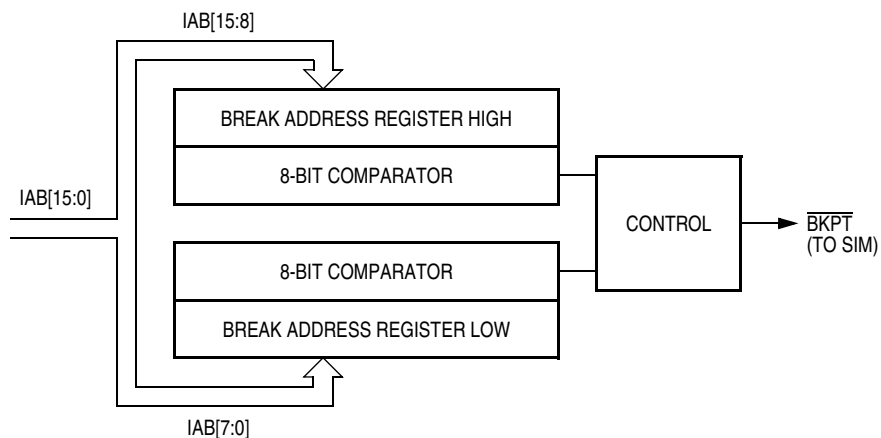 IAB[15:8]
BREAK ADDRESS REGISTER HIGH
8-BIT COMPARATOR
IAB[15:0]
CONTROL
BKPT
(TO SIM)
8-BIT COMPARATOR
BREAK ADDRESS REGISTER LOW
IAB[7:0]